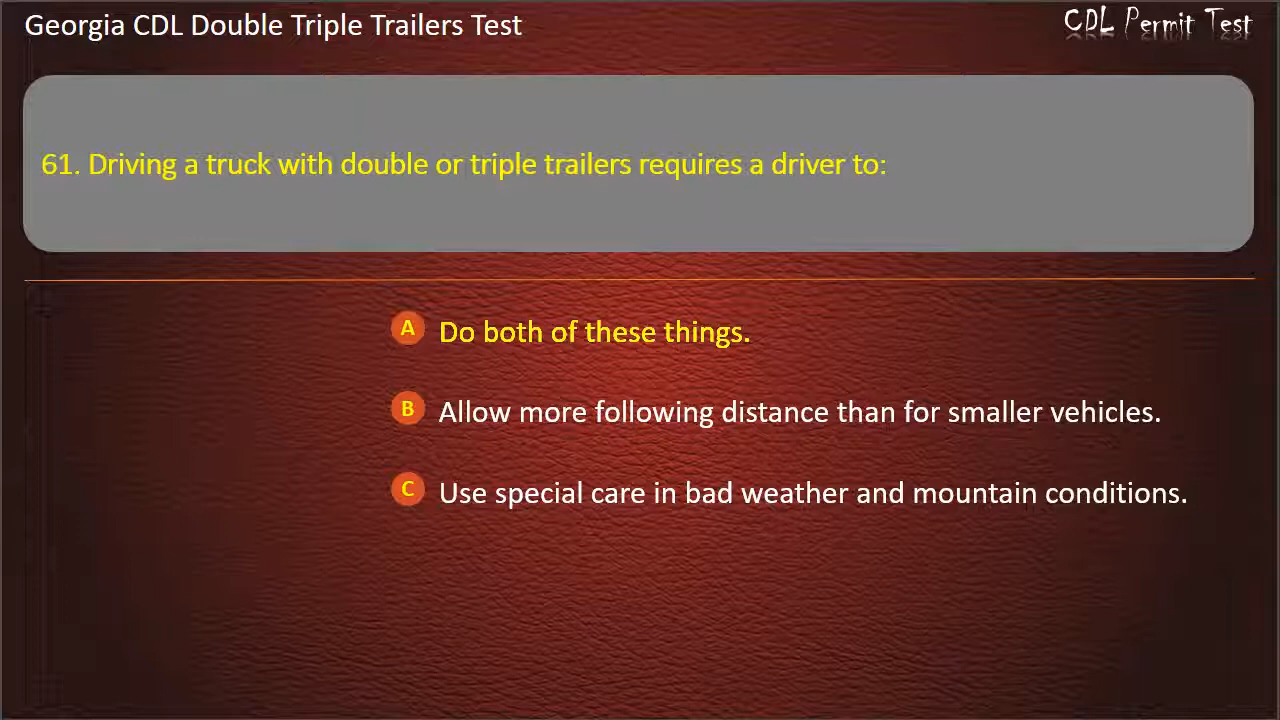 Georgia CDL Double Triple Trailers Test
CDL Permit Test
61. Driving a truck with double or triple trailers requires a driver to:
A Do both of these things.
B Allow more following distance than for smaller vehicles.
C Use special care in bad weather and mountain conditions.